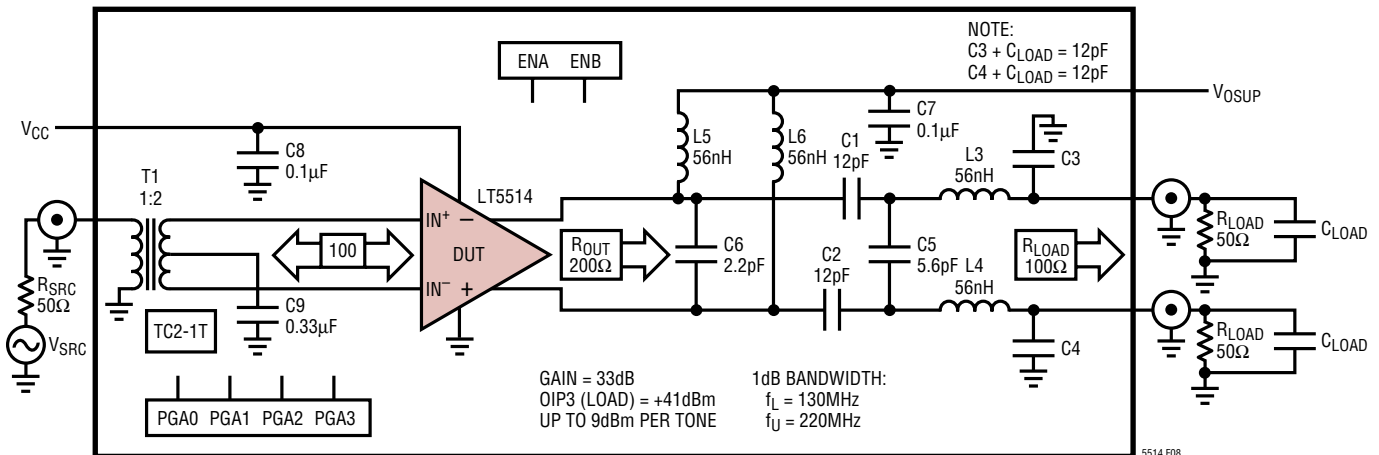 NOTE:
C3 + CLOAD = 12pF
C4 + CLOAD = 12pF
ENA ENB
VOSUP
VCC
C8
0.1µF
L5
56nH
L6
56nH
C7
0.1µF
C1
12pF
L3
56nH
C3
T1
1:2
LT5514
IN+ –
DUT
IN– +
100
ROUT
200Ω
C6
2.2pF
C2
12pF
C5
5.6pF
L4
56nH
RLOAD
100Ω
RLOAD
50Ω
CLOAD
RSRC
50Ω
VSRC
TC2-1T
C9
0.33µF
C4
RLOAD
50Ω
CLOAD
PGA0 PGA1 PGA2 PGA3
GAIN = 33dB
OIP3 (LOAD) = +41dBm
UP TO 9dBm PER TONE
1dB BANDWIDTH:
fL = 130MHz
fU = 220MHz
5514 F08